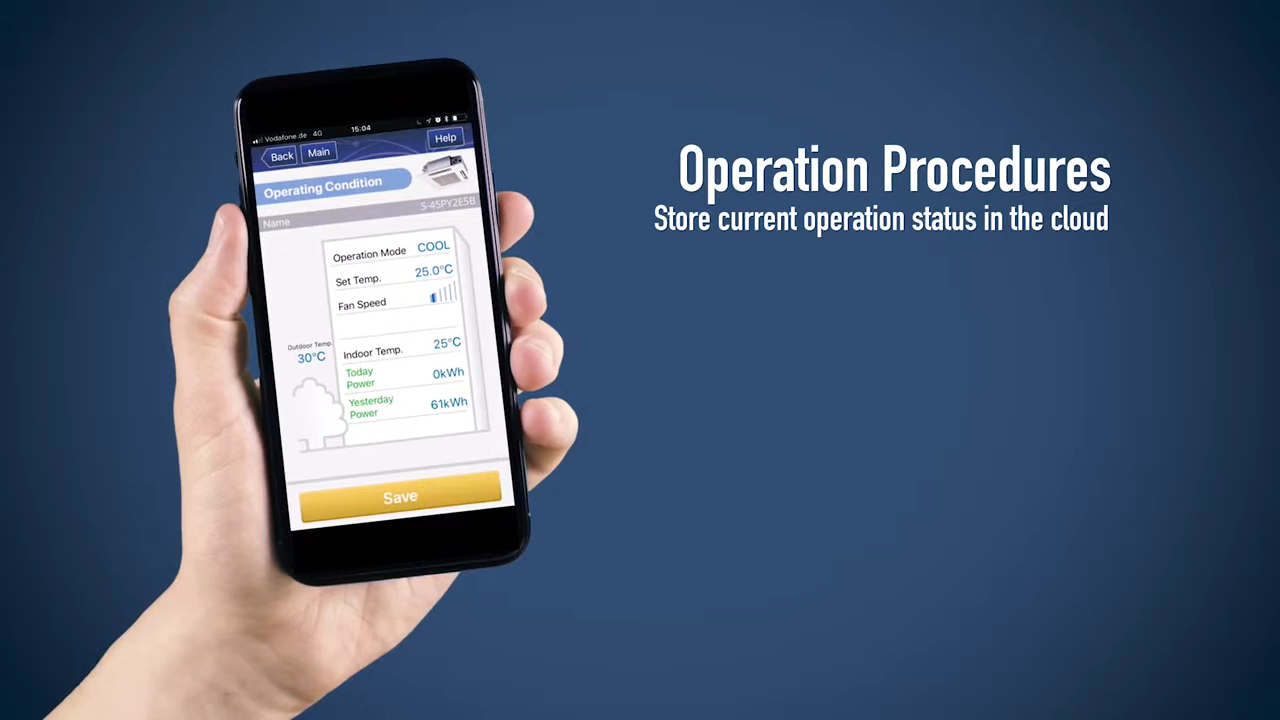 Vodafone.de 4G 15:04
Back Main Help
Operating Condition
S-45PY2E5B
Name
Operation Mode COOL
Set Temp. 25.0°C
Fan Speed
Outdoor Temp.
30°C
Indoor Temp. 25°C
Today
Power 0kWh
Yesterday
Power 61kWh
Save
Operation Procedures
Store current operation status in the cloud